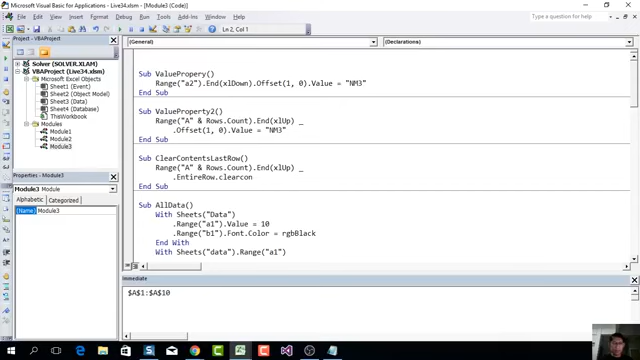 Microsoft Visual Basic for Applications - Live34.xlsm - [Module3 (Code)]
File Edit View Insert Format Debug Run Tools Add-Ins Window Help
Type a question for help
Ln 2, Col 1
Project - VBAProject
Solver (SOLVER.XLAM)
VBAProject (Live34.xlsm)
Microsoft Excel Objects
Sheet1 (Event)
Sheet2 (Object Model)
Sheet3 (Data)
Sheet4 (Database)
ThisWorkbook
Modules
Module1
Module2
Module3
Properties - Module3
Module3 Module
Alphabetic Categorized
(Name) Module3
(General)
(Declarations)
Sub ValuePropery()
Range("a2").End(xlDown).Offset(1, 0).Value = "NM3"
End Sub
Sub ValueProperty2()
Range("A" & Rows.Count).End(xlUp) _
.Offset(1, 0).Value = "NM3"
End Sub
Sub ClearContentsLastRow()
Range("A" & Rows.Count).End(xlUp) _
.EntireRow.clearcon
End Sub
Sub AllData()
With Sheets("Data")
.Range("a1").Value = 10
.Range("b1").Font.Color = rgbBlack
End With
With Sheets("data").Range("a1")
Immediate
$A$1:$A$10